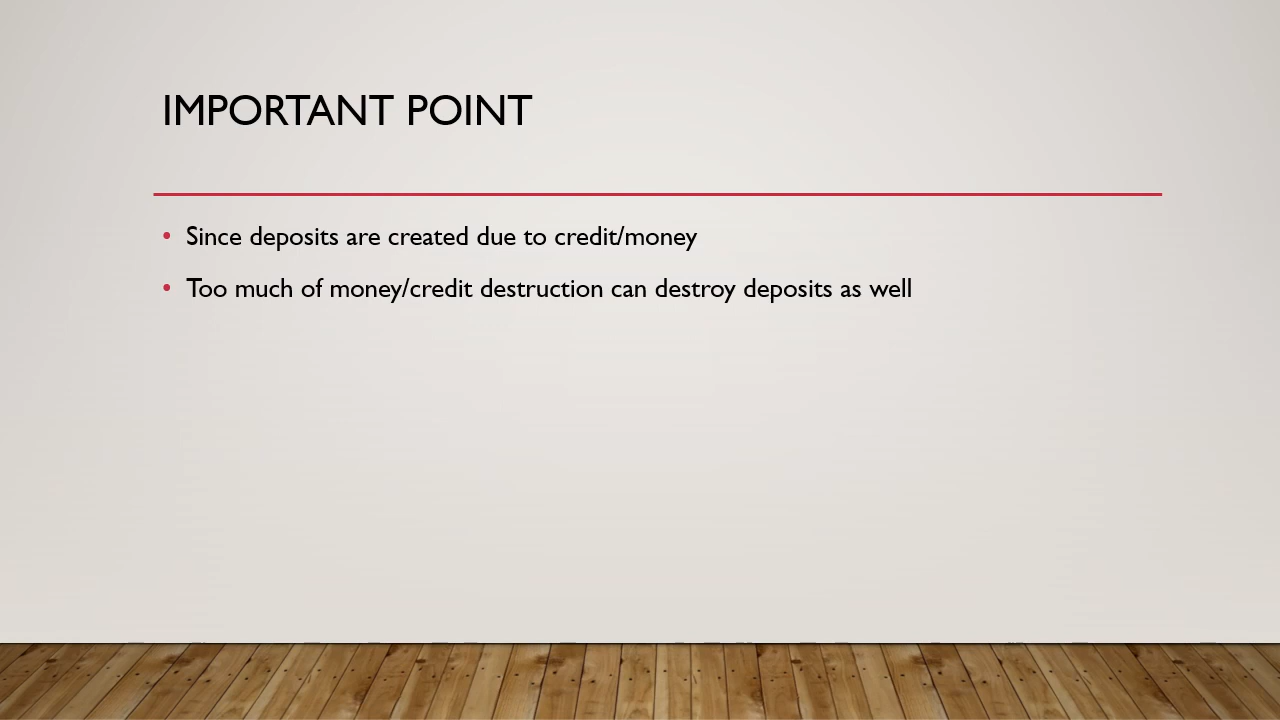 IMPORTANT POINT
• Since deposits are created due to credit/money
• Too much of money/credit destruction can destroy deposits as well